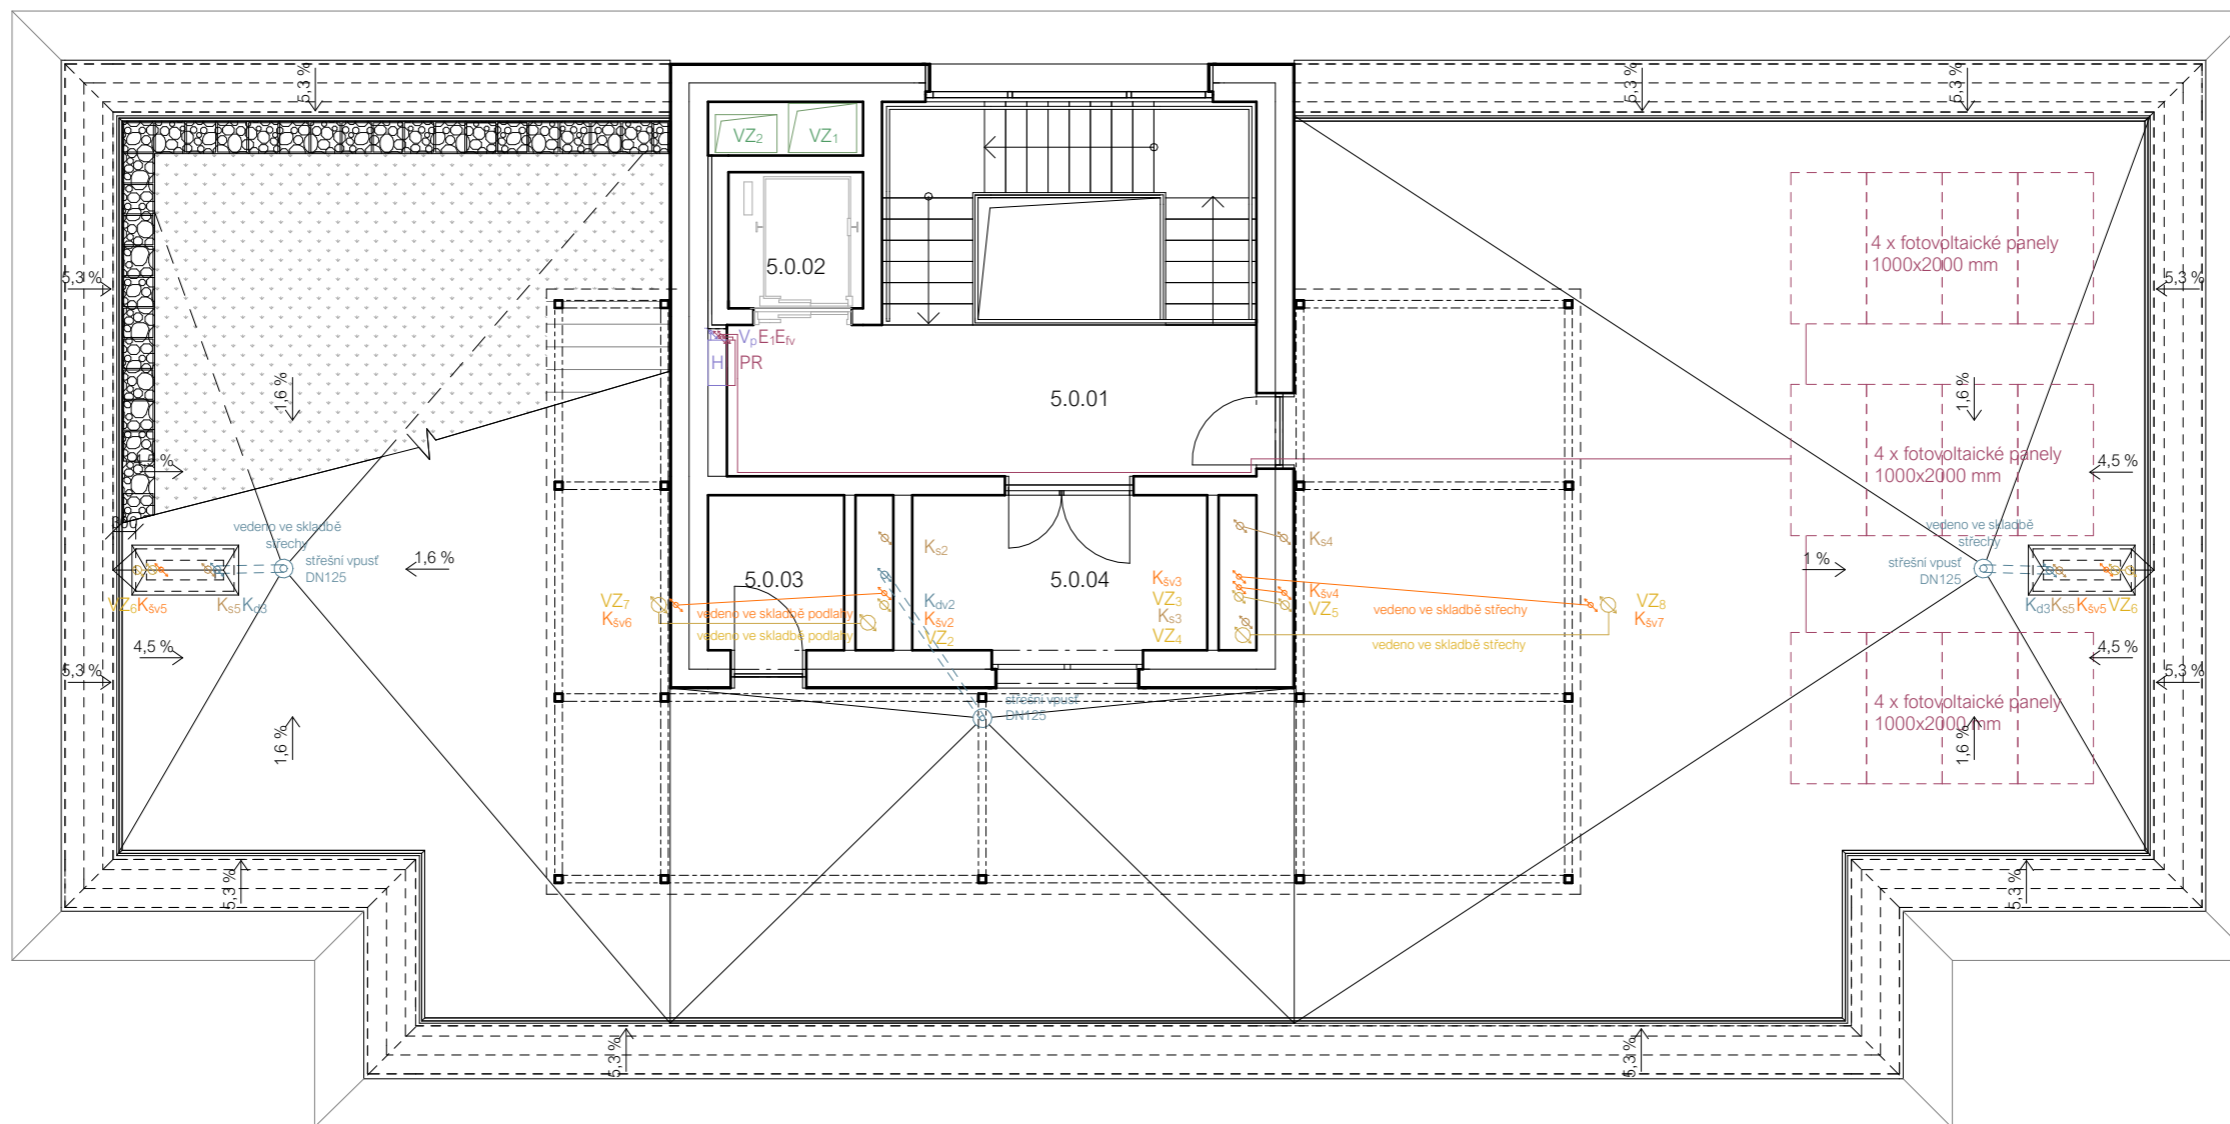 5,3 %
5,3 %
5,3 %
VZ2
VZ1
5.0.02
4 x fotovoltaické panely
1000x2000 mm
5,3 %
5,3 %
VpE1Efv
H PR
1,6 %
5.0.01
1,6 %
4 x fotovoltaické panely
1000x2000 mm
4,5 %
vedeno ve skladbě
střechy
střešní vpusť
DN125
1,6 %
VZ6Kšv5
Ks5Kd3
Ks2
Ks4
5.0.03
5.0.04
VZ7
Kšv6
vedeno ve skladbě podlahy
vedeno ve skladbě podlahy
Kdv2
Kšv2
VZ2
Kšv3
VZ3
Ks3
VZ4
Kšv4
VZ5
vedeno ve skladbě střechy
vedeno ve skladbě střechy
VZ8
Kšv7
1 %
vedeno ve skladbě
střechy
střešní vpusť
DN125
Kd3Ks5Kšv5VZ6
4,5 %
4,5 %
5,3 %
5,3 %
střešní vpusť
DN125
4 x fotovoltaické panely
1000x2000 mm
1,6 %
1,6 %
5,3 %
5,3 %
5,3 %
5,3 %